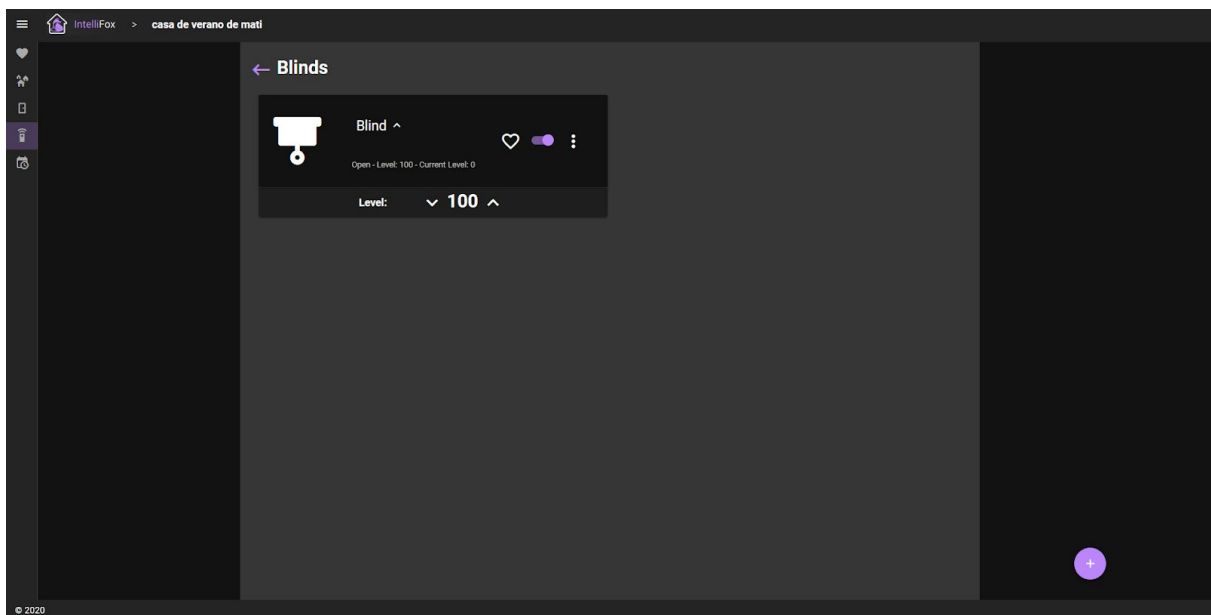 IntelliFox > casa de verano de mati
Blinds
Blind
Open - Level: 100 - Current Level: 0
Level: 100
© 2020